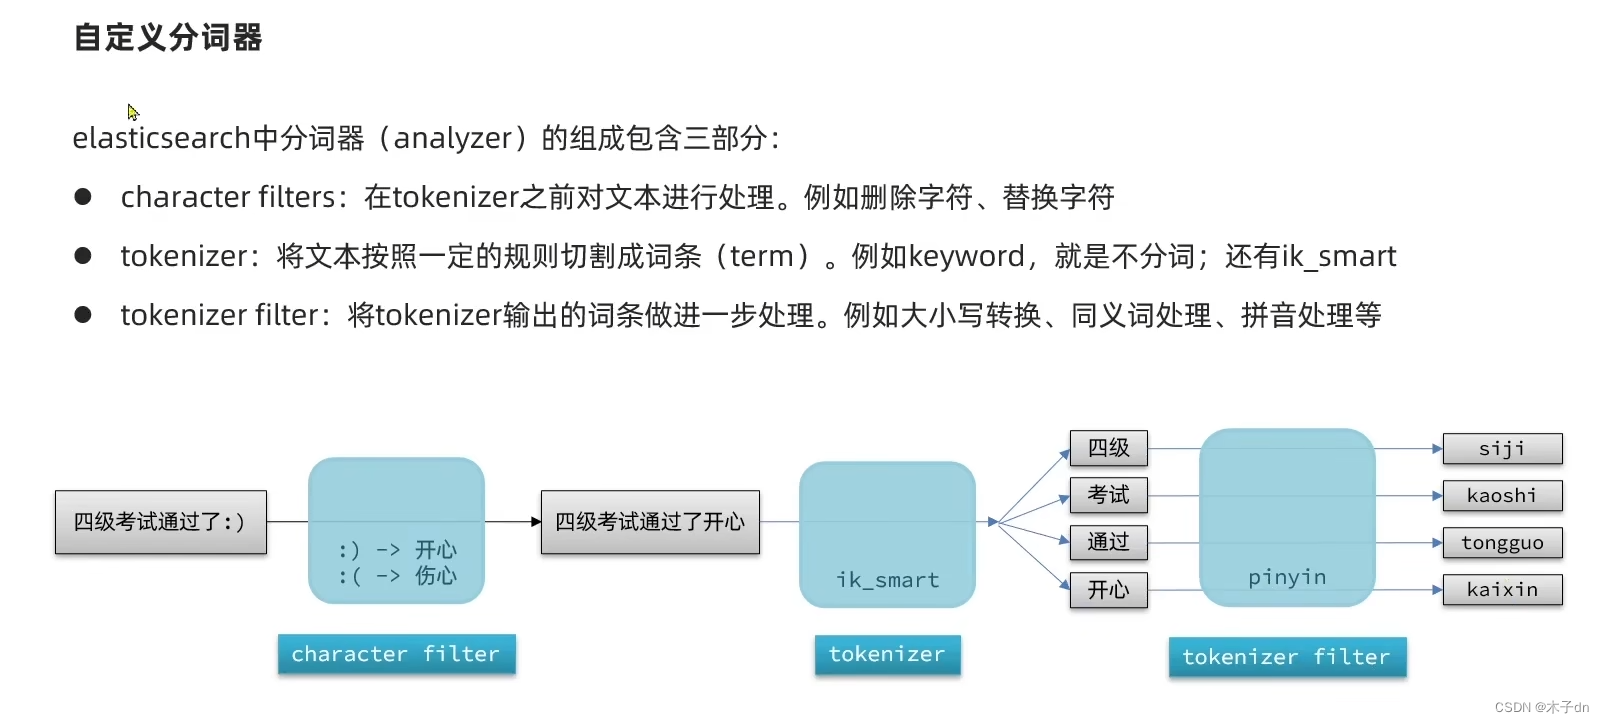 自定义分词器
elasticsearch中分词器（analyzer）的组成包含三部分：
● character filters：在tokenizer之前对文本进行处理。例如删除字符、替换字符
● tokenizer：将文本按照一定的规则切割成词条（term）。例如keyword，就是不分词；还有ik_smart
● tokenizer filter：将tokenizer输出的词条做进一步处理。例如大小写转换、同义词处理、拼音处理等
四级考试通过了:)
:) -> 开心
:( -> 伤心
character filter
四级考试通过了开心
ik_smart
tokenizer
四级
考试
通过
开心
pinyin
tokenizer filter
siji
kaoshi
tongguo
kaixin
CSDN @木子dn